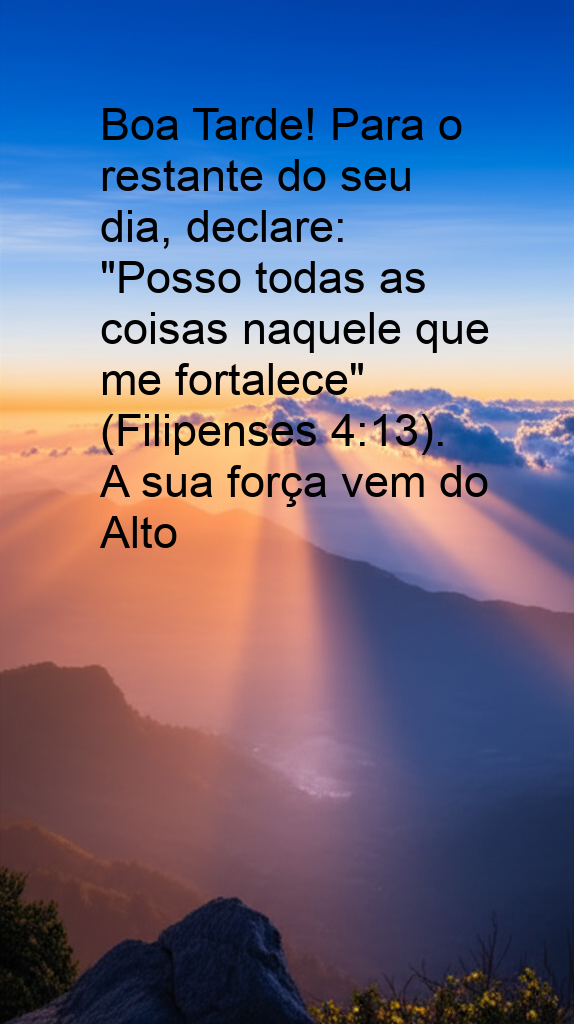 Boa Tarde! Para o
restante do seu
dia, declare:
"Posso todas as
coisas naquele que
me fortalece"
(Filipenses 4:13).
A sua força vem do
Alto